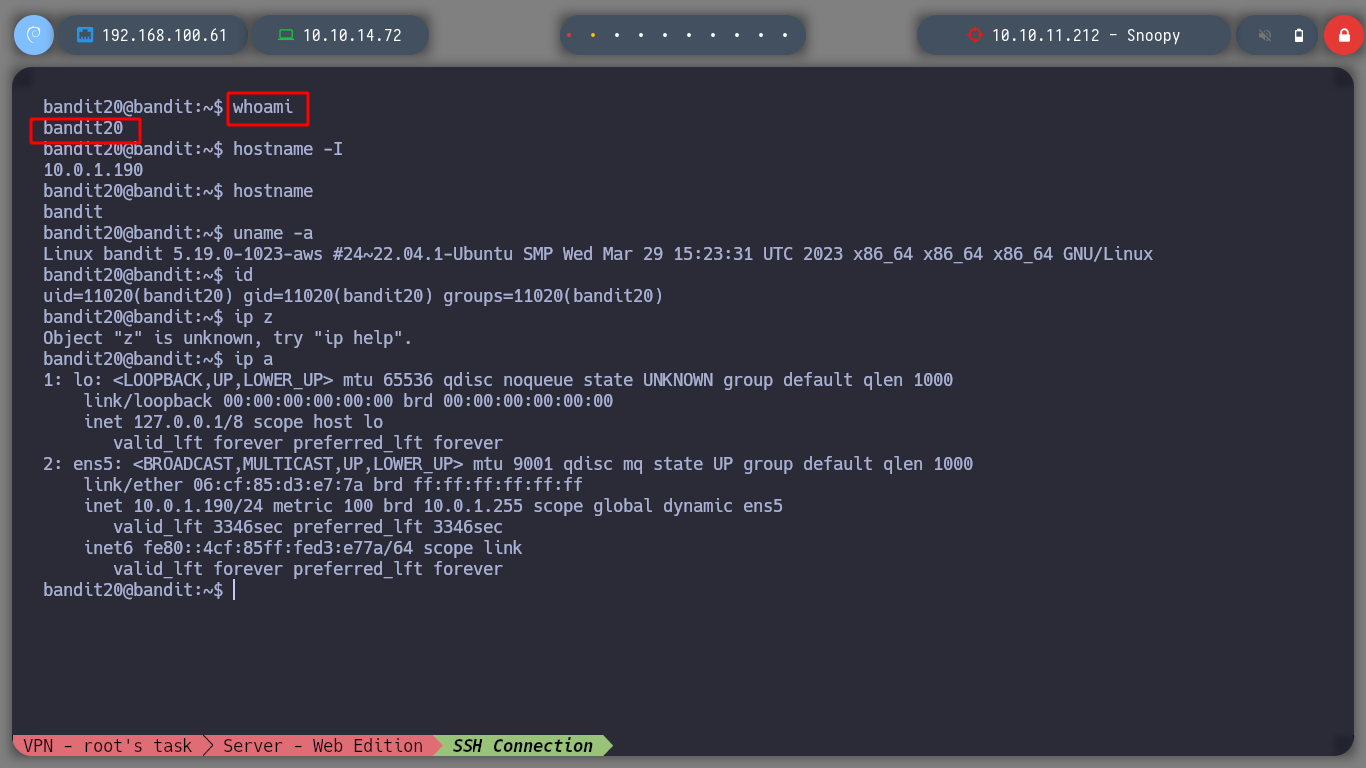 192.168.100.61
10.10.14.72
10.10.11.212 - Snoopy
bandit20@bandit:~$ whoami
bandit20
bandit20@bandit:~$ hostname -I
10.0.1.190
bandit20@bandit:~$ hostname
bandit
bandit20@bandit:~$ uname -a
Linux bandit 5.19.0-1023-aws #24~22.04.1-Ubuntu SMP Wed Mar 29 15:23:31 UTC 2023 x86_64 x86_64 x86_64 GNU/Linux
bandit20@bandit:~$ id
uid=11020(bandit20) gid=11020(bandit20) groups=11020(bandit20)
bandit20@bandit:~$ ip z
Object "z" is unknown, try "ip help".
bandit20@bandit:~$ ip a
1: lo: <LOOPBACK,UP,LOWER_UP> mtu 65536 qdisc noqueue state UNKNOWN group default qlen 1000
    link/loopback 00:00:00:00:00:00 brd 00:00:00:00:00:00
    inet 127.0.0.1/8 scope host lo
       valid_lft forever preferred_lft forever
2: ens5: <BROADCAST,MULTICAST,UP,LOWER_UP> mtu 9001 qdisc mq state UP group default qlen 1000
    link/ether 06:cf:85:d3:e7:7a brd ff:ff:ff:ff:ff:ff
    inet 10.0.1.190/24 metric 100 brd 10.0.1.255 scope global dynamic ens5
       valid_lft 3346sec preferred_lft 3346sec
    inet6 fe80::4cf:85ff:fed3:e77a/64 scope link
       valid_lft forever preferred_lft forever
bandit20@bandit:~$
VPN - root's task
Server - Web Edition
SSH Connection